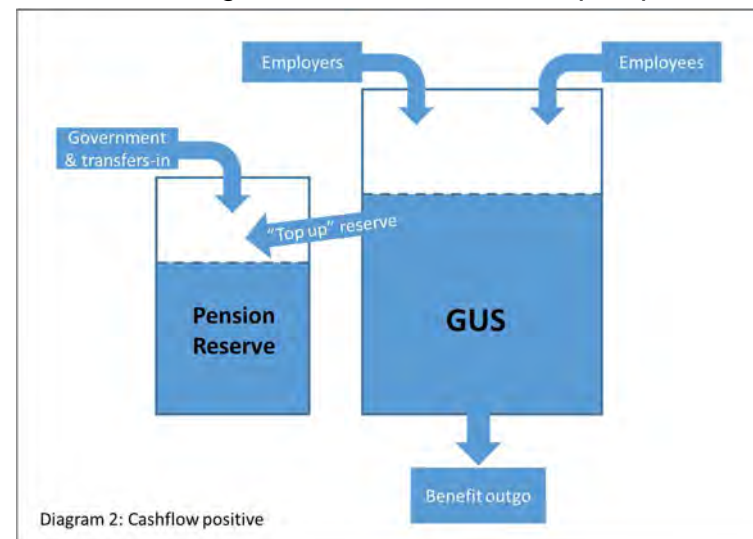 Employers
Employees
Government
& transfers-in
"Top up" reserve
Pension
Reserve
GUS
Benefit outgo
Diagram 2: Cashflow positive